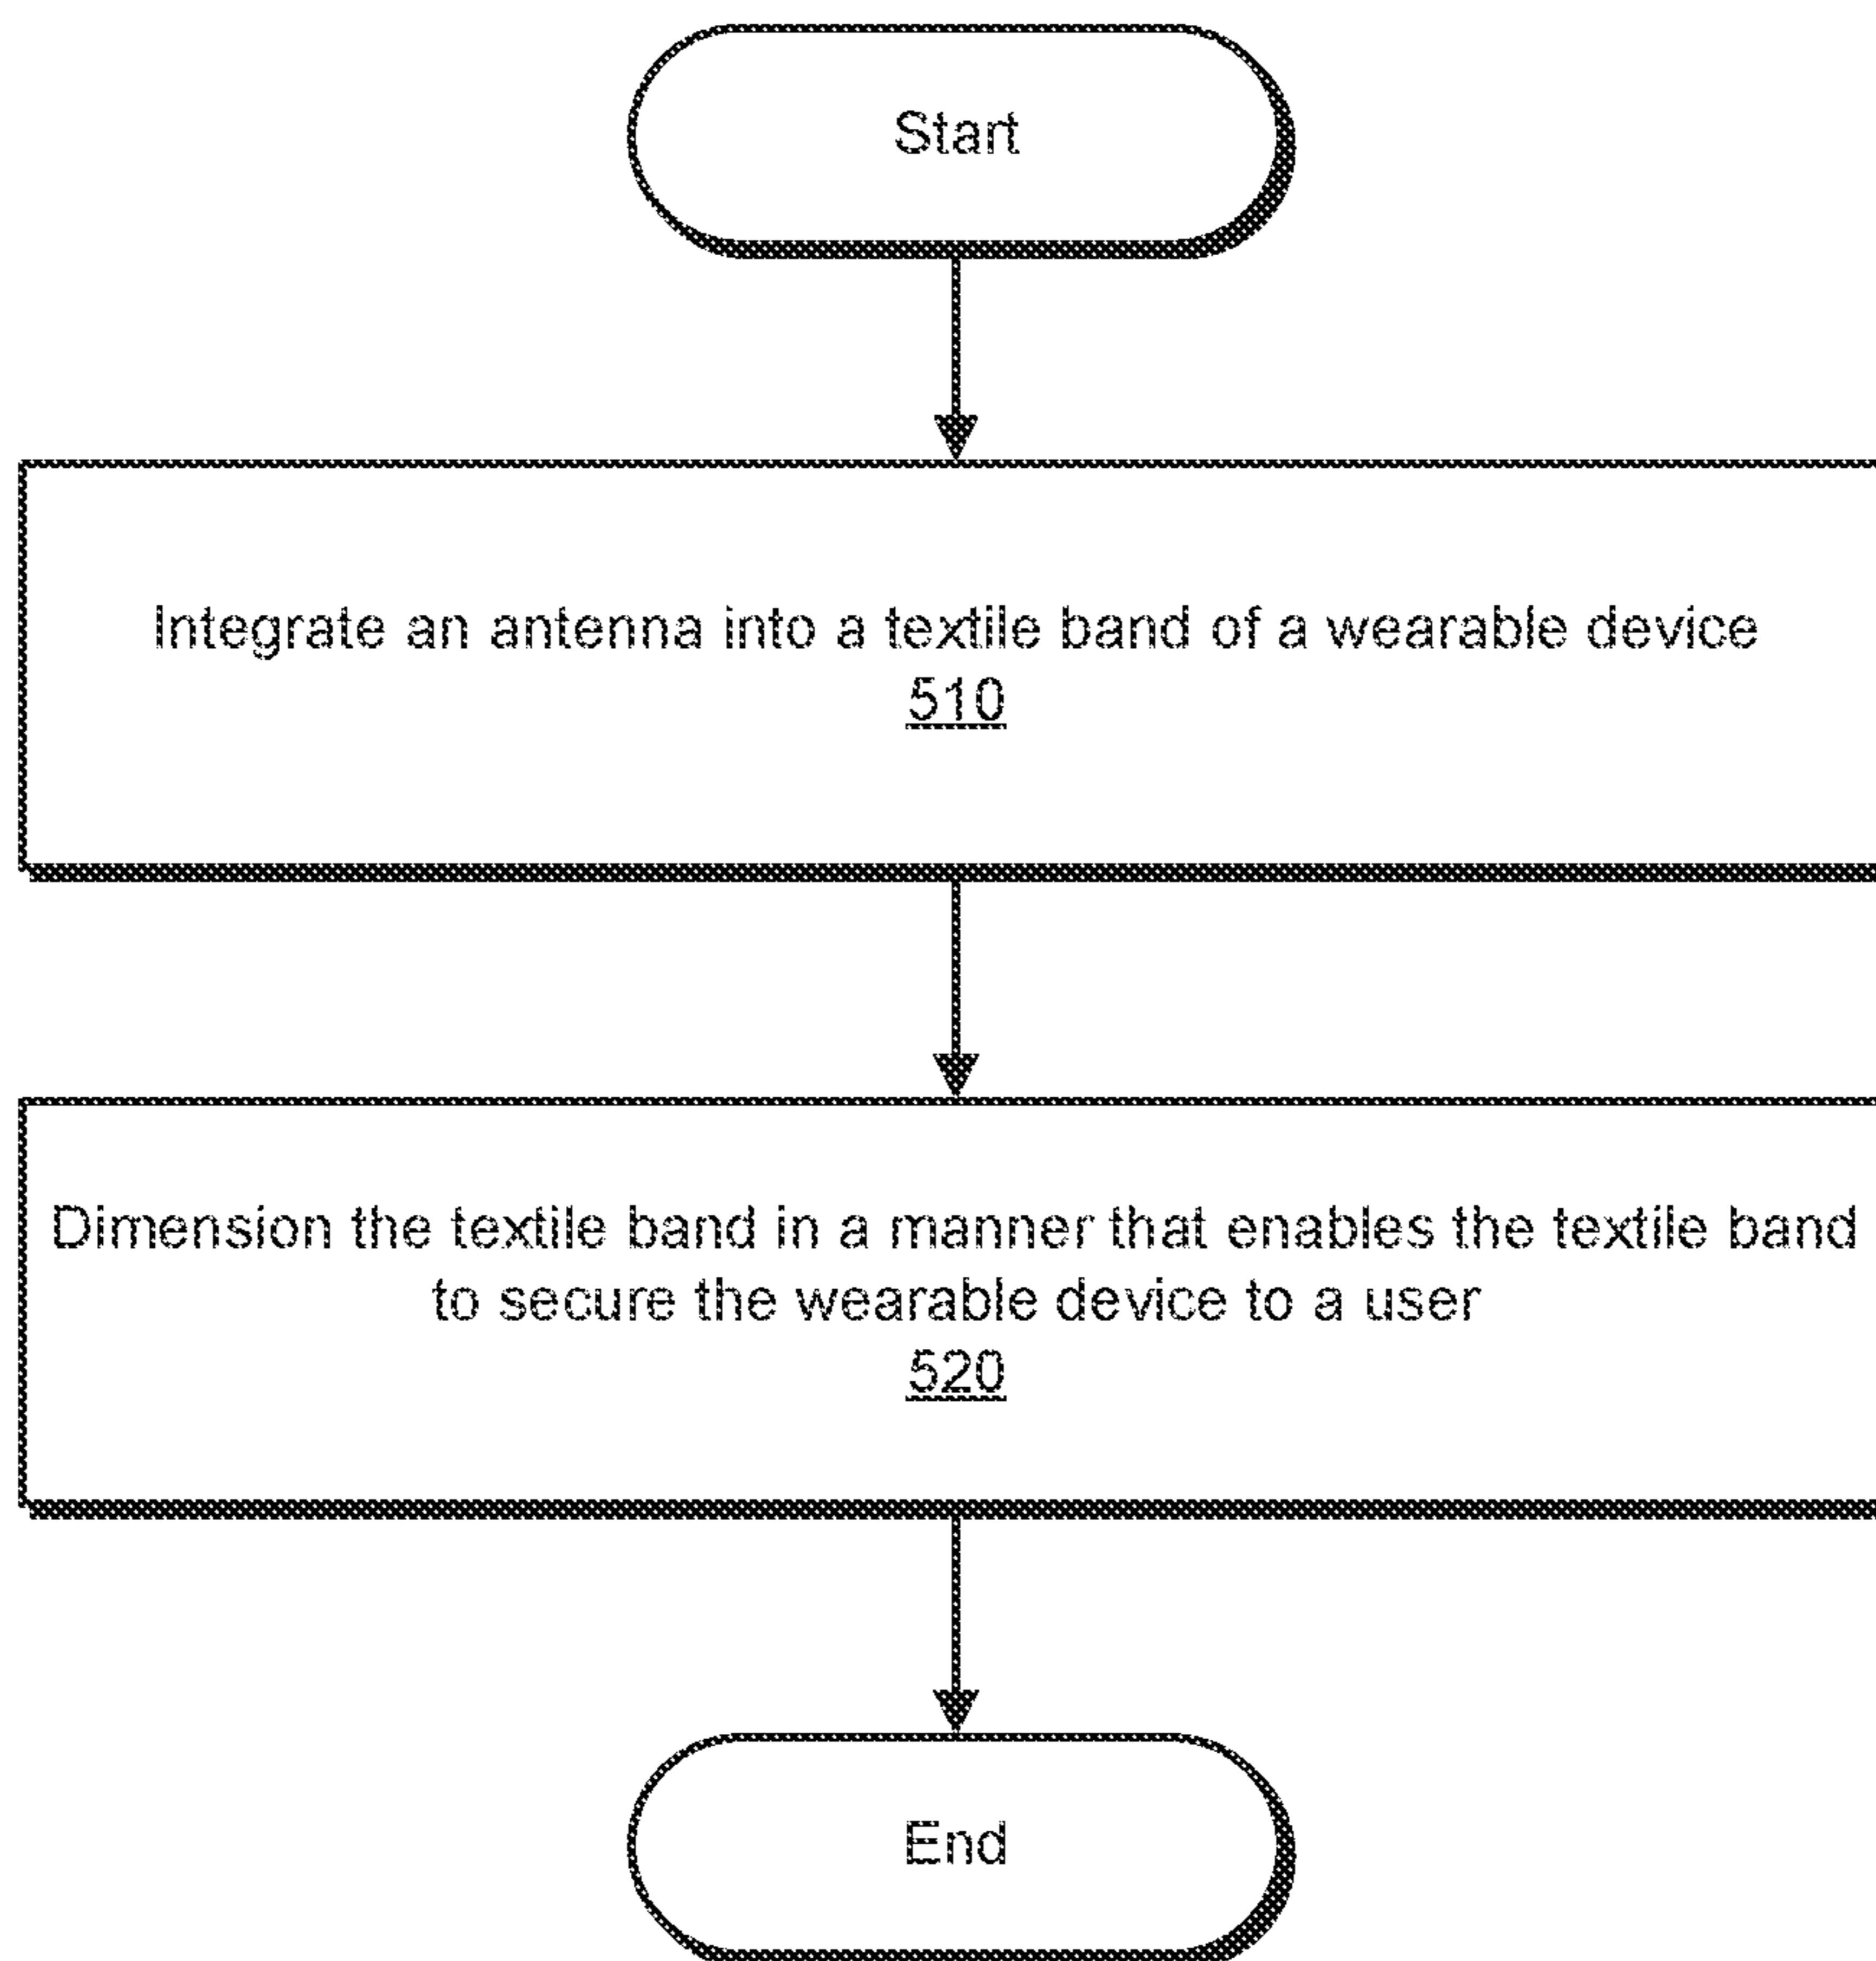 Start
Integrate an antenna into a textile band of a wearable device
510
Dimension the textile band in a manner that enables the textile band
to secure the wearable device to a user
520
End